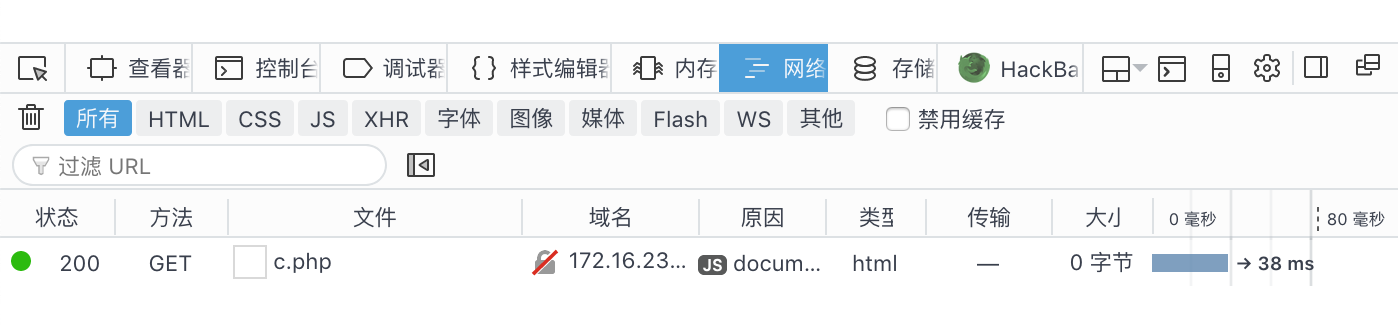 查看器 控制台 调试器 {} 样式编辑器 内存 网络 存储 HackBa
所有 HTML CSS JS XHR 字体 图像 媒体 Flash WS 其他 禁用缓存
过滤 URL
状态 方法 文件 域名 原因 类型 传输 大小 0 毫秒 80 毫秒
200 GET c.php 172.16.23... JS docum... html — 0 字节 → 38 ms